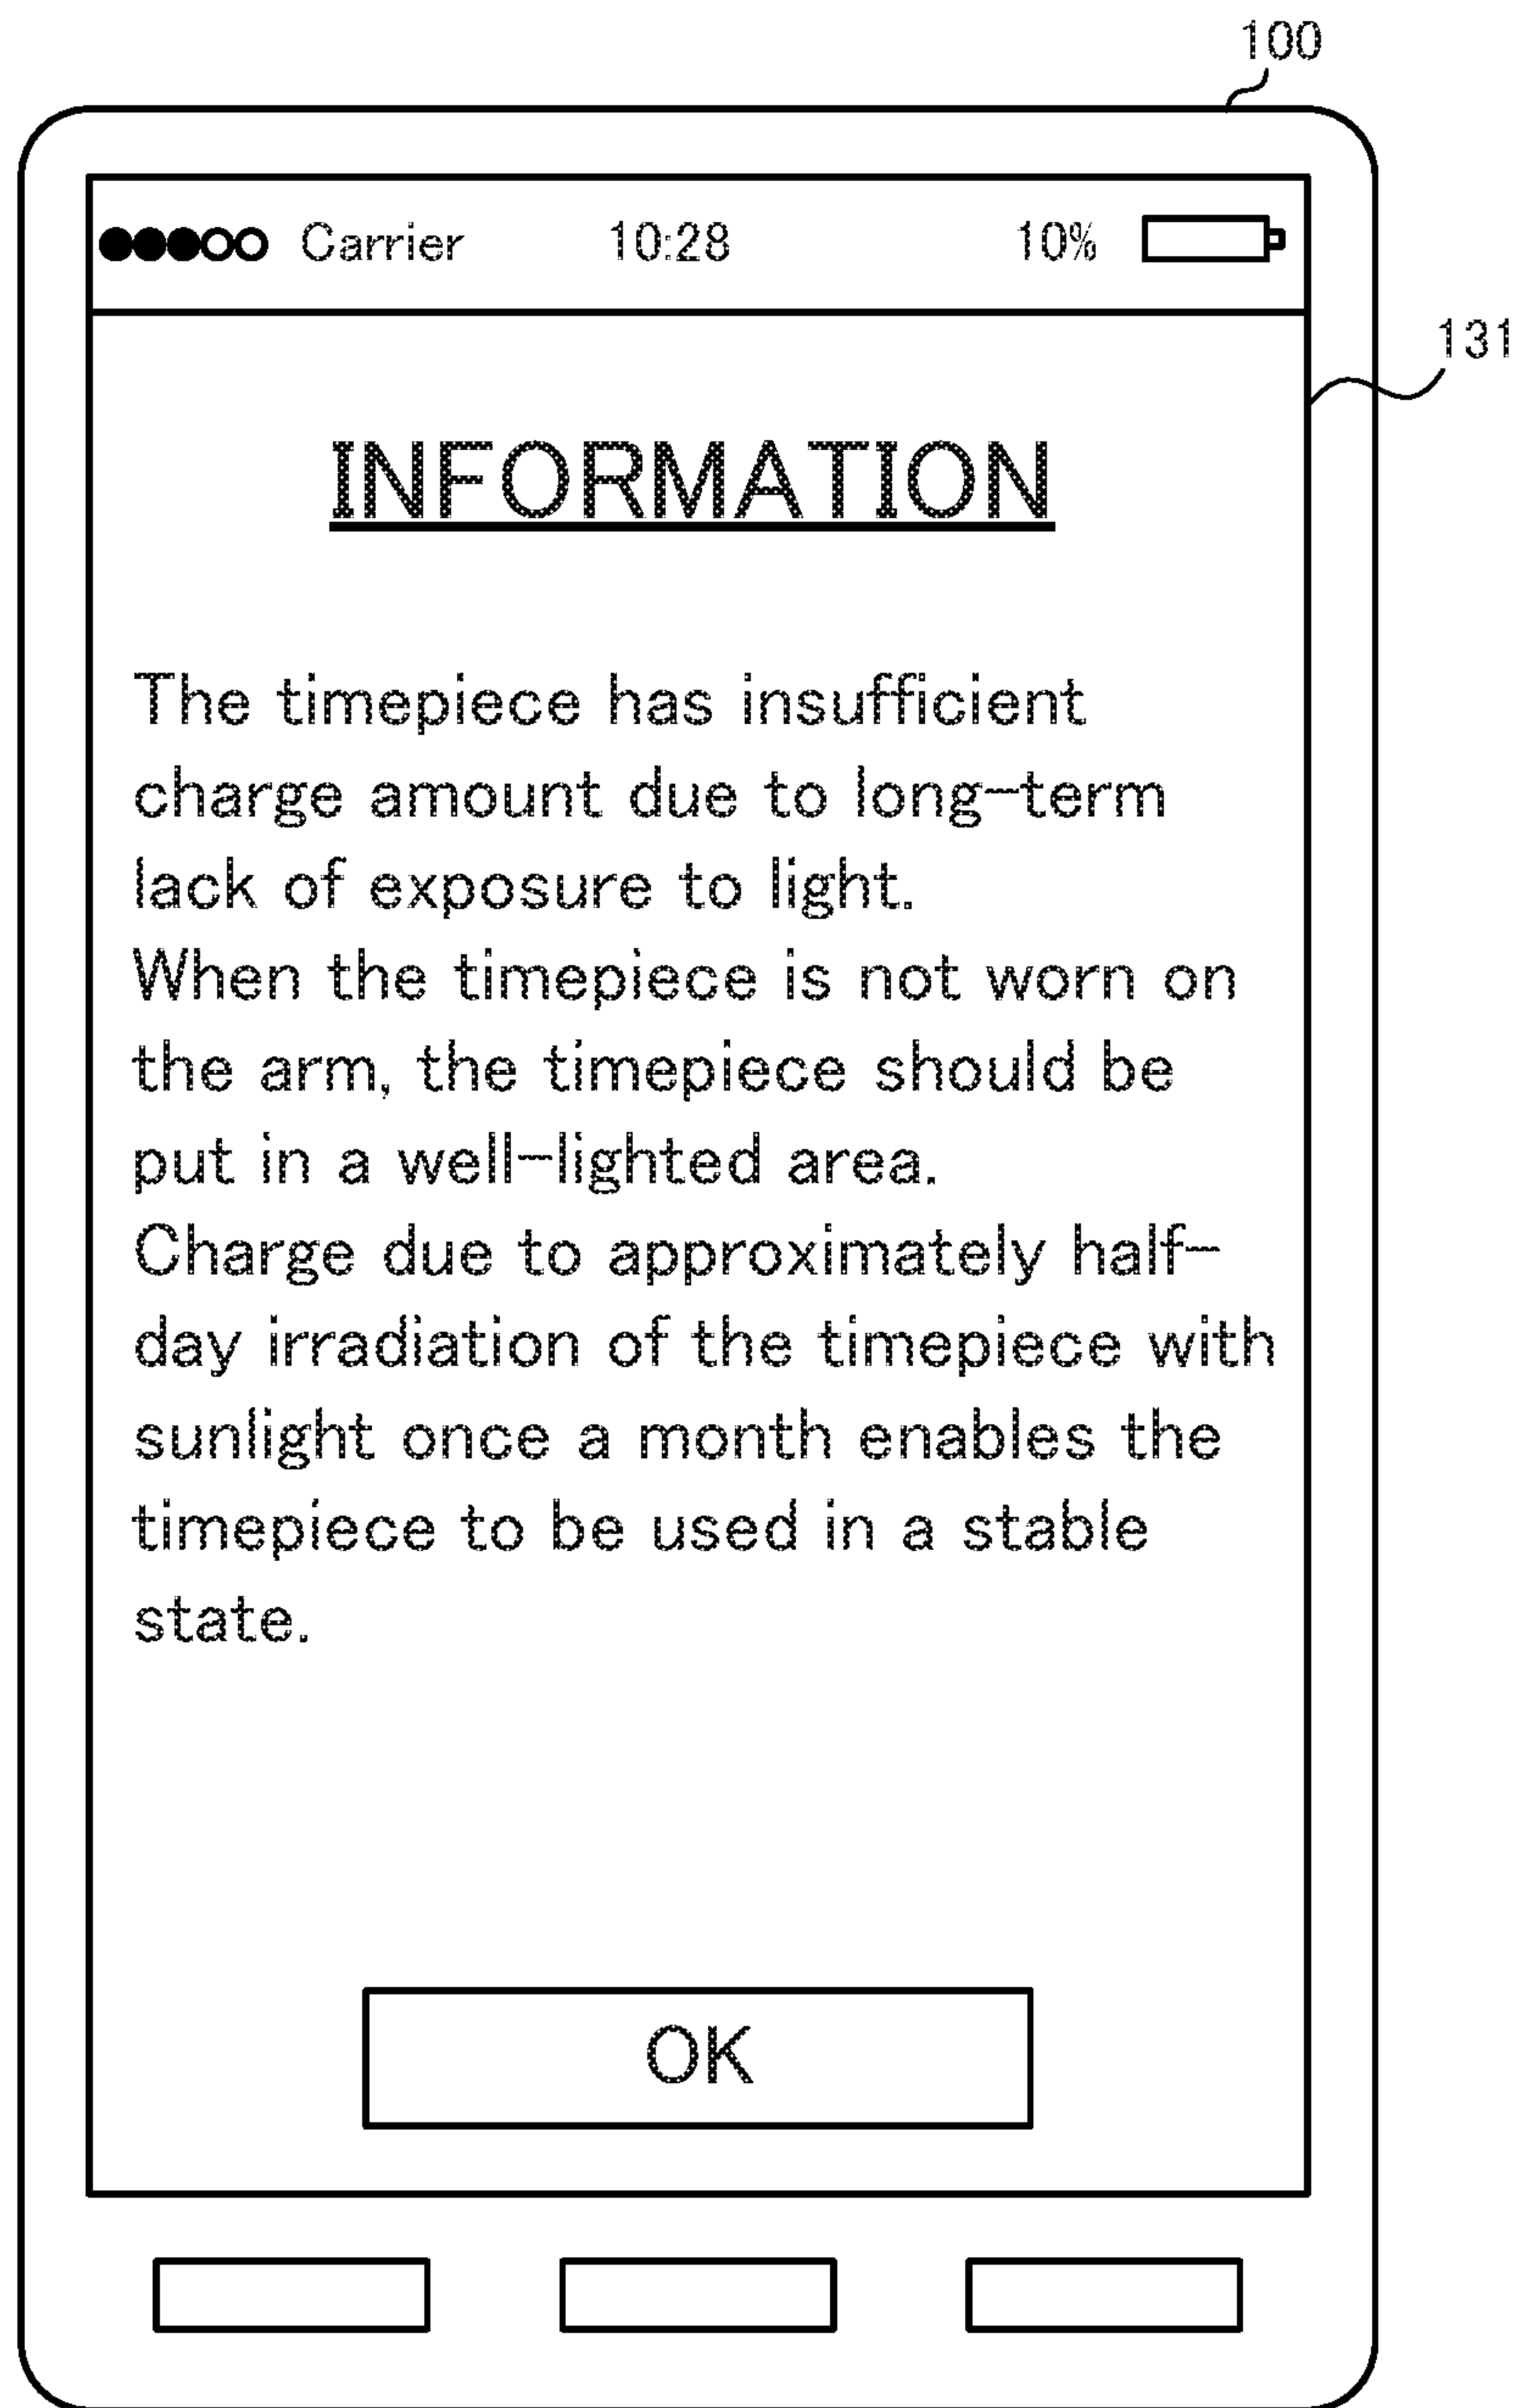 100
Carrier 10:28 10%
131
INFORMATION
The timepiece has insufficient
charge amount due to long-term
lack of exposure to light.
When the timepiece is not worn on
the arm, the timepiece should be
put in a well-lighted area.
Charge due to approximately half-
day irradiation of the timepiece with
sunlight once a month enables the
timepiece to be used in a stable
state.
OK